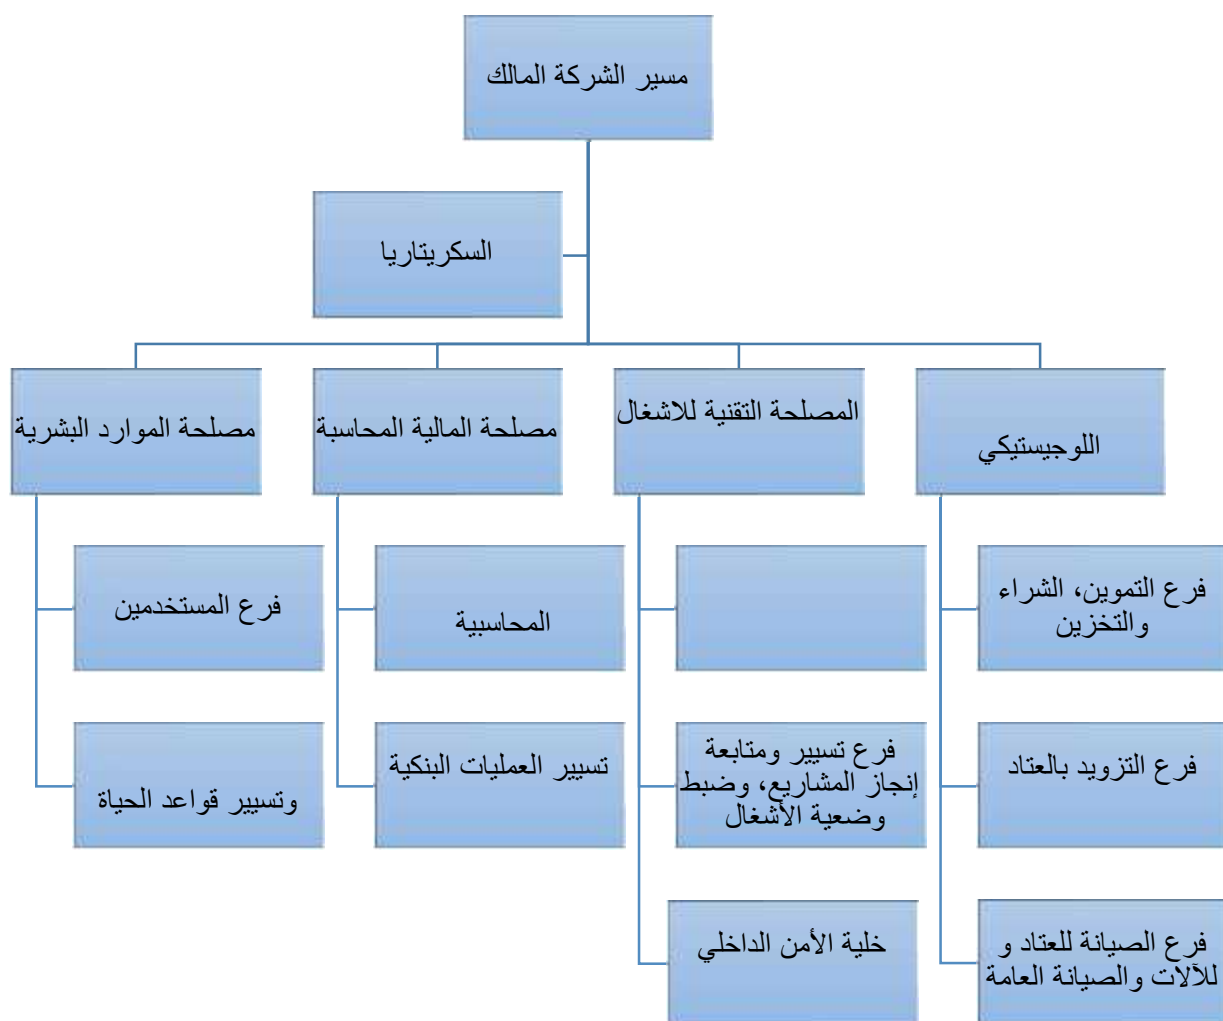 مسير الشركة المالك
السكريتاريا
اللوجيستيكي
المصلحة التقنية للاشغال
مصلحة المالية المحاسبة
مصلحة الموارد البشرية
فرع التموين، الشراء
والتخزين
المحاسبية
فرع المستخدمين
فرع التزويد بالعتاد
فرع تسيير ومتابعة
إنجاز المشاريع، وضبط
وضعية الأشغال
تسيير العمليات البنكية
وتسيير قواعد الحياة
فرع الصيانة للعتاد و
للآلات والصيانة العامة
خلية الأمن الداخلي